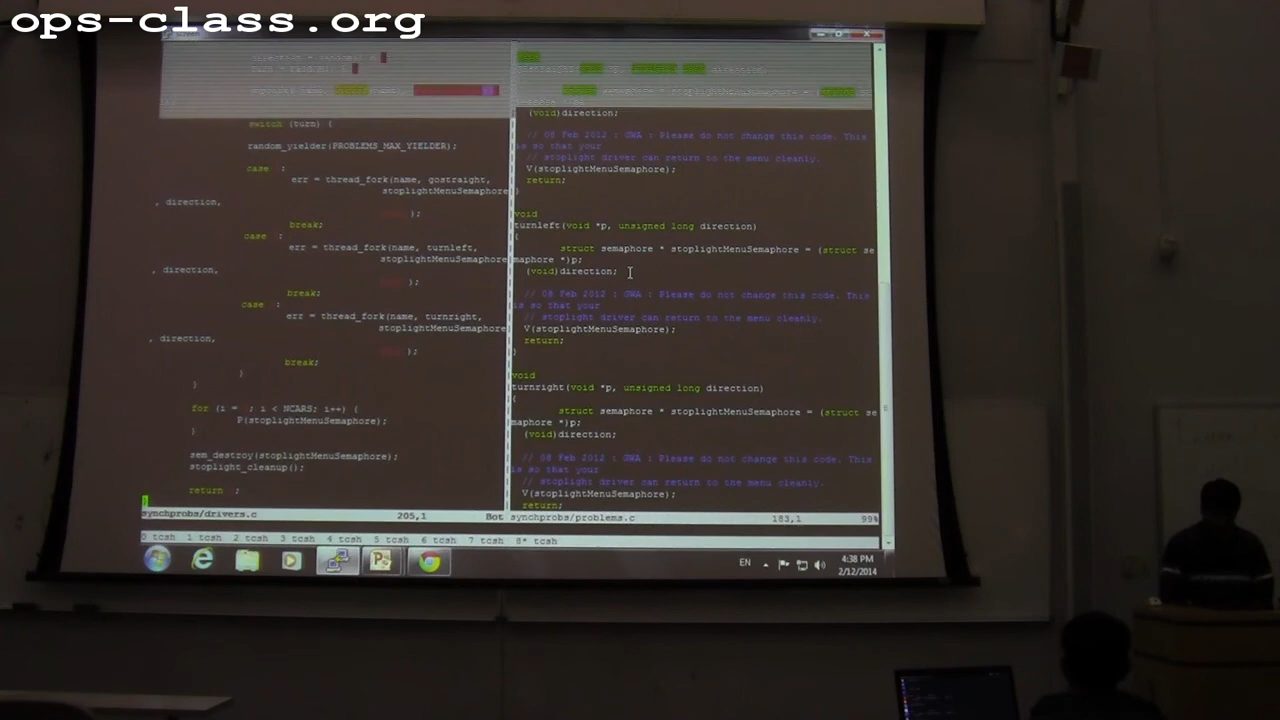 ops-class.org
switch (turn) {
random_yielder(PROBLEMS_MAX_YIELDER);
case :
err = thread_fork(name, gostraight,
stoplightMenuSemaphore
, direction,
);
break;
case :
err = thread_fork(name, turnleft,
stoplightMenuSemaphore
, direction,
);
break;
case :
err = thread_fork(name, turnright,
stoplightMenuSemaphore
, direction,
);
break;
}
}
for (i = ; i < NCARS; i++) {
P(stoplightMenuSemaphore);
}
sem_destroy(stoplightMenuSemaphore);
stoplight_cleanup();
return ;
}
synchprobs/drivers.c 205,1 Bot
(void)direction;
// 08 Feb 2012 : GWA : Please do not change this code. This
is so that your
// stoplight driver can return to the menu cleanly.
V(stoplightMenuSemaphore);
return;
}
void
turnleft(void *p, unsigned long direction)
{
struct semaphore * stoplightMenuSemaphore = (struct se
maphore *)p;
(void)direction;
// 08 Feb 2012 : GWA : Please do not change this code. This
is so that your
// stoplight driver can return to the menu cleanly.
V(stoplightMenuSemaphore);
return;
}
void
turnright(void *p, unsigned long direction)
{
struct semaphore * stoplightMenuSemaphore = (struct se
maphore *)p;
(void)direction;
// 08 Feb 2012 : GWA : Please do not change this code. This
is so that your
// stoplight driver can return to the menu cleanly.
V(stoplightMenuSemaphore);
return;
synchprobs/problems.c 183,1 99%
0 tcsh 1 tcsh 2 tcsh 3 tcsh 4 tcsh 5 tcsh 6 tcsh 7 tcsh 8* tcsh
EN
4:38 PM
2/12/2014